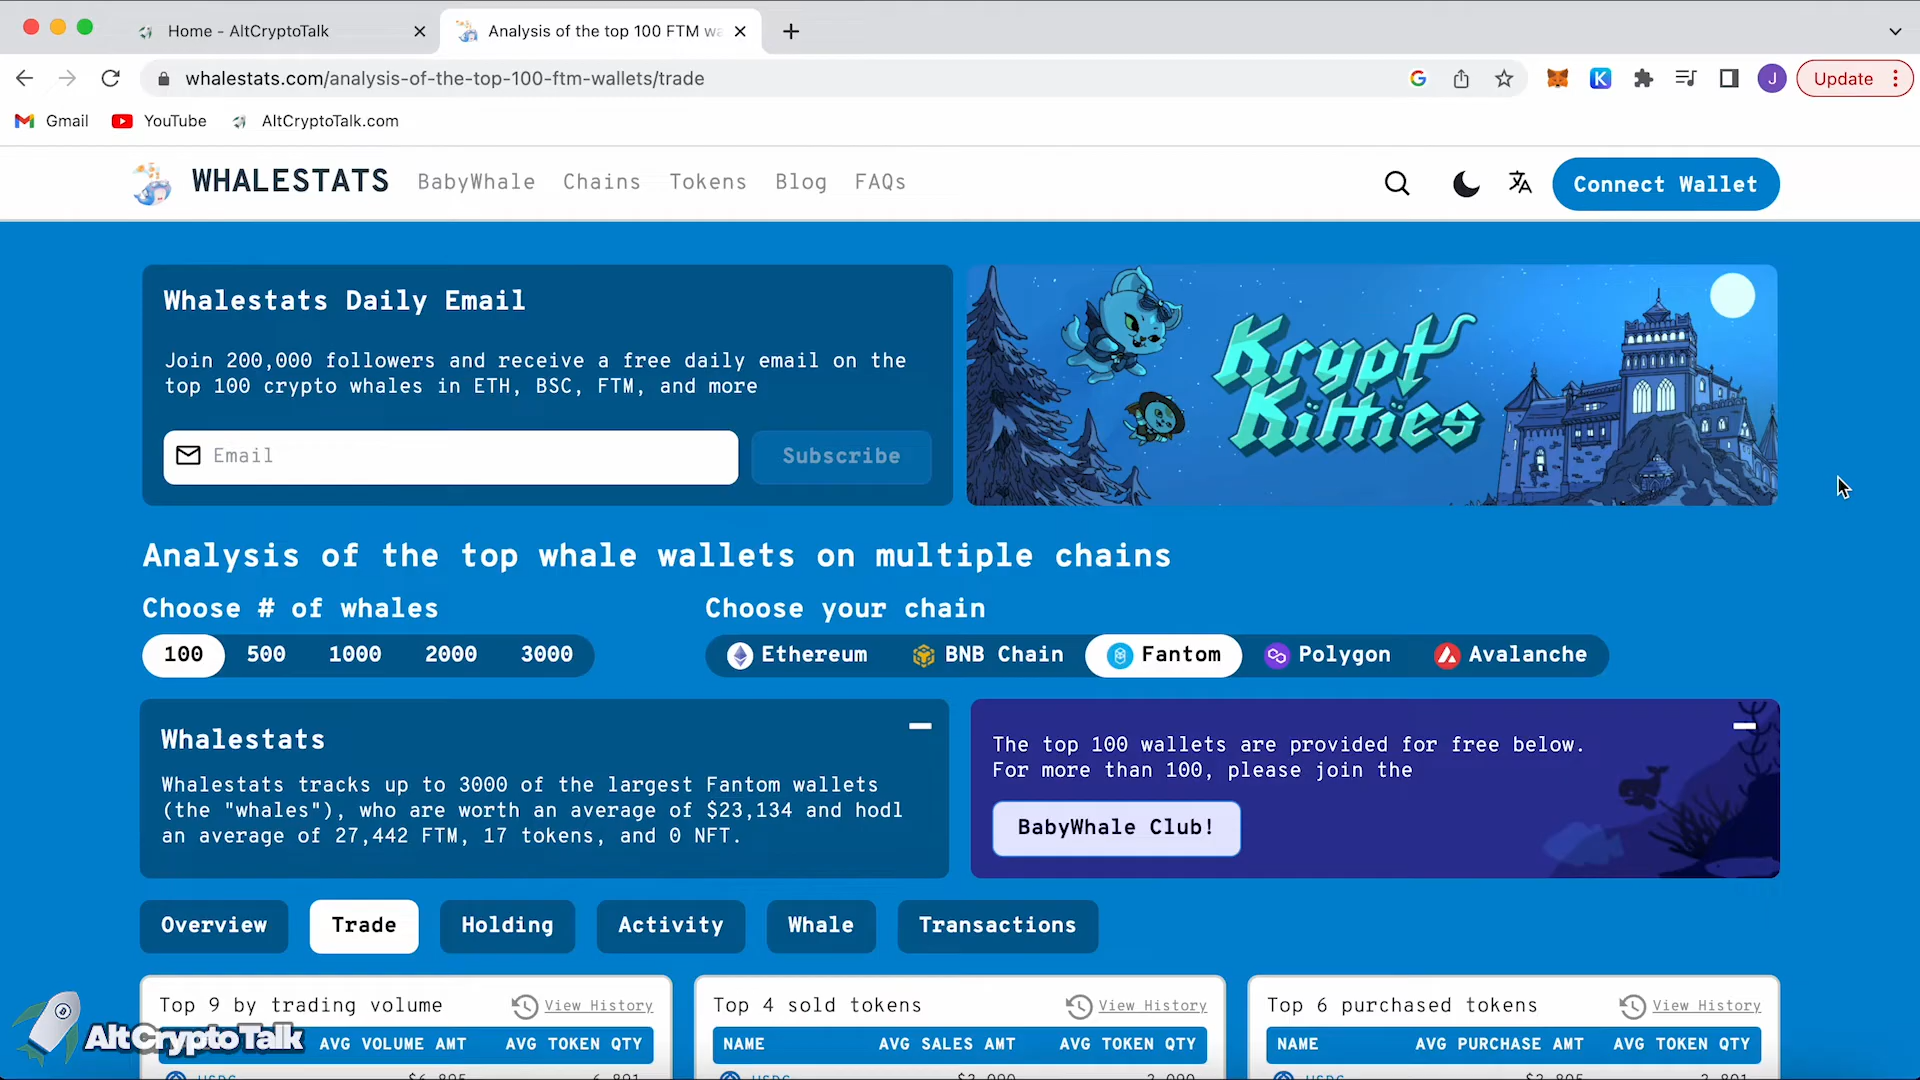 Home - AltCryptoTalk
Analysis of the top 100 FTM wa
whalestats.com/analysis-of-the-top-100-ftm-wallets/trade
J
Update
Gmail
YouTube
AltCryptoTalk.com
WHALESTATS
BabyWhale
Chains
Tokens
Blog
FAQs
Connect Wallet
Whalestats Daily Email
Join 200,000 followers and receive a free daily email on the
top 100 crypto whales in ETH, BSC, FTM, and more
Email
Subscribe
Krypt
Kitties
Analysis of the top whale wallets on multiple chains
Choose # of whales
Choose your chain
100
500
1000
2000
3000
Ethereum
BNB Chain
Fantom
Polygon
Avalanche
Whalestats
Whalestats tracks up to 3000 of the largest Fantom wallets
(the "whales"), who are worth an average of $23,134 and hodl
an average of 27,442 FTM, 17 tokens, and 0 NFT.
The top 100 wallets are provided for free below.
For more than 100, please join the
BabyWhale Club!
Overview
Trade
Holding
Activity
Whale
Transactions
Top 9 by trading volume
View History
AVG VOLUME AMT
AVG TOKEN QTY
Top 4 sold tokens
View History
NAME
AVG SALES AMT
AVG TOKEN QTY
Top 6 purchased tokens
View History
NAME
AVG PURCHASE AMT
AVG TOKEN QTY
AltCryptoTalk